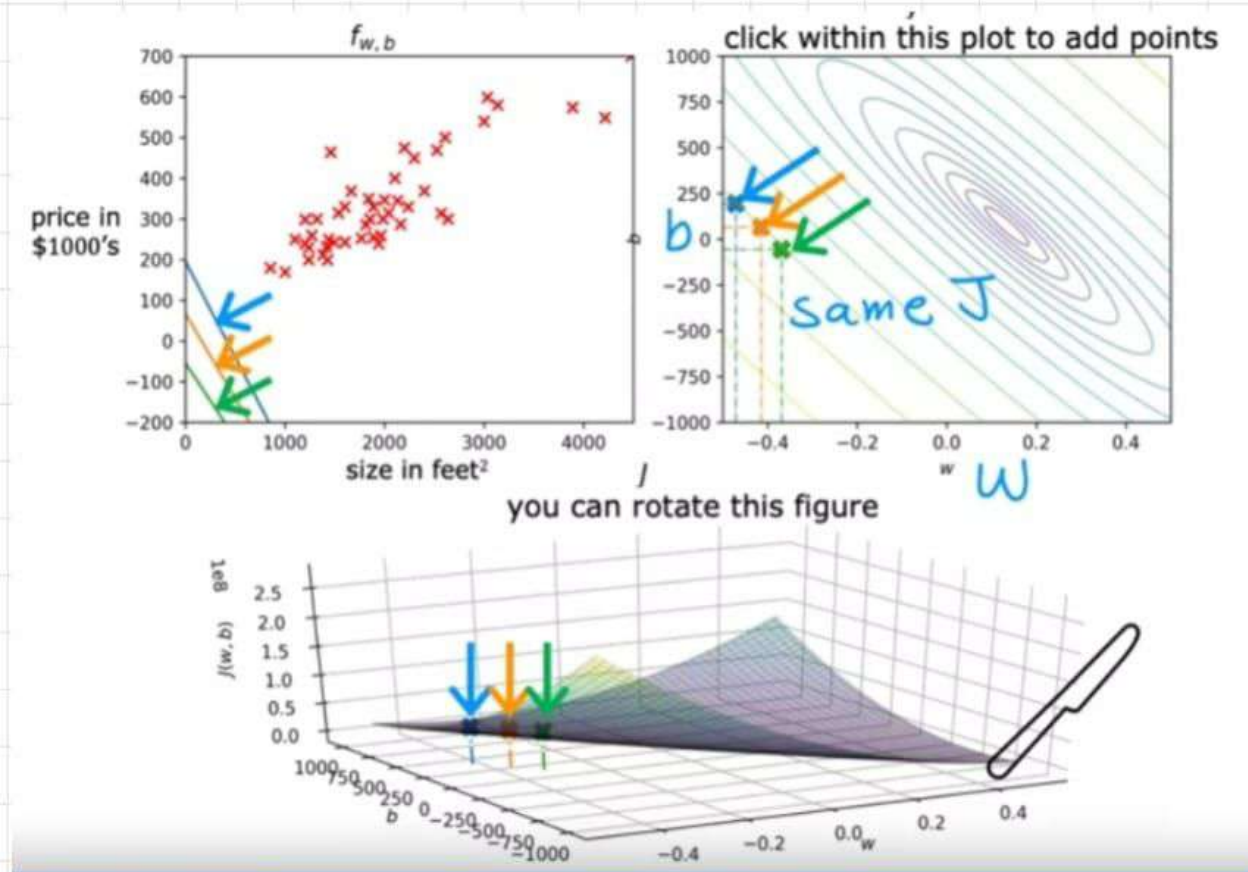 f_{w,b}
click within this plot to add points
700
600
500
400
300
200
100
0
−100
−200
price in
$1000's
0 1000 2000 3000 4000
size in feet²
1000
750
500
250
0
−250
−500
−750
−1000
b
b
same J
−0.4 −0.2 0.0 0.2 0.4
w
W
J
you can rotate this figure
1e8
J(w,b)
2.5
2.0
1.5
1.0
0.5
0.0
1000
750
500
250
0
−250
−500
−750
−1000
b
−0.4 −0.2 0.0 0.2 0.4
w